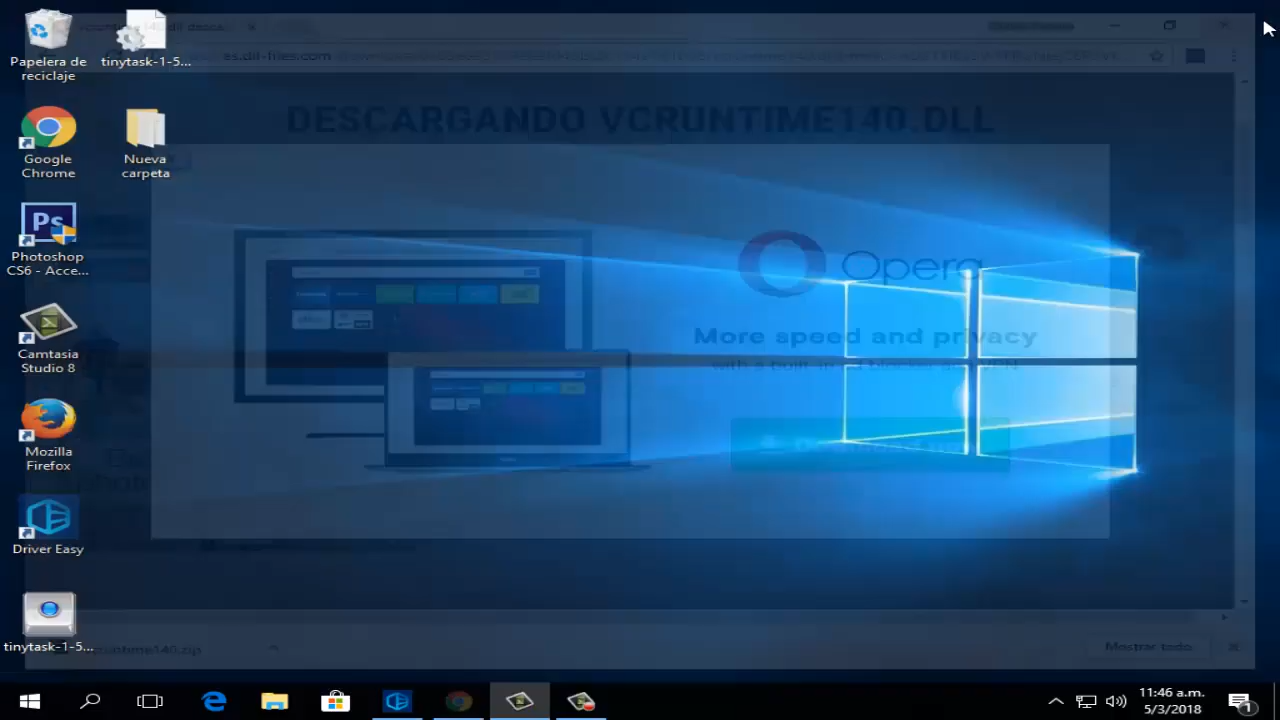 Papelera de
reciclaje
tinytask-1-5...
Google
Chrome
Nueva
carpeta
Photoshop
CS6 - Acce...
Camtasia
Studio 8
Mozilla
Firefox
Driver Easy
tinytask-1-5...
es.dll-files.com
DESCARGANDO VCRUNTIME140.DLL
Opera
More speed and privacy
Mostrar todo
11:46 a.m.
5/3/2018
1